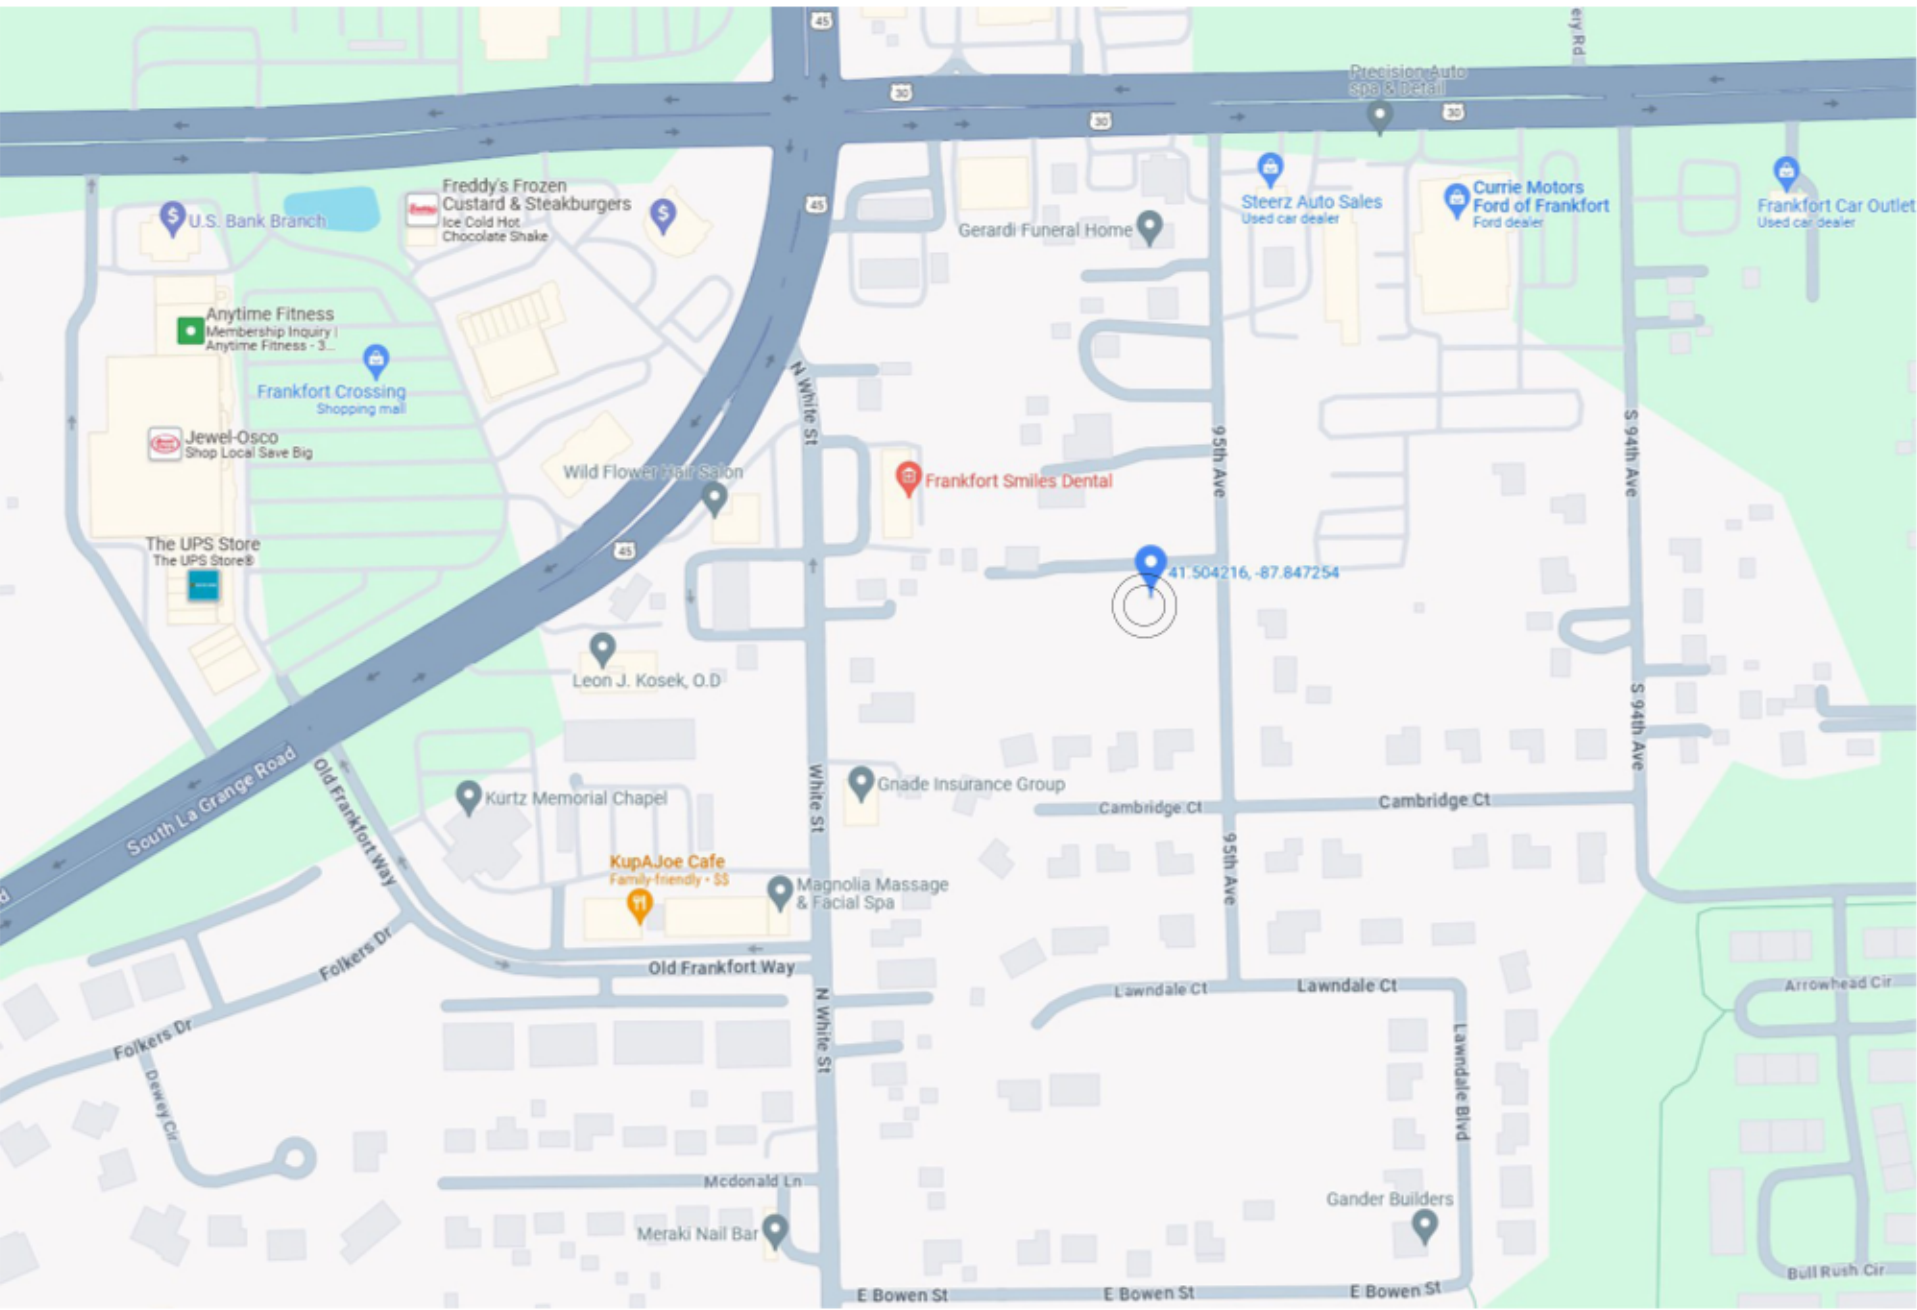 45
ery Rd
30
Precision Auto
Spa & Detail
30
30
45
Freddy's Frozen
Custard & Steakburgers
Ice Cold Hot
Chocolate Shake
U.S. Bank Branch
Gerardi Funeral Home
Steerz Auto Sales
Used car dealer
Currie Motors
Ford of Frankfort
Ford dealer
Frankfort Car Outlet
Used car dealer
Anytime Fitness
Membership Inquiry |
Anytime Fitness - 3...
Frankfort Crossing
Shopping mall
N White St
Jewel-Osco
Shop Local Save Big
Wild Flower Hair Salon
Frankfort Smiles Dental
95th Ave
S 94th Ave
The UPS Store
The UPS Store®
45
41.504216, -87.847254
Leon J. Kosek, O.D
S 94th Ave
South La Grange Road
Old Frankfort Way
Kurtz Memorial Chapel
White St
Gnade Insurance Group
Cambridge Ct
Cambridge Ct
95th Ave
KupAJoe Cafe
Family-friendly • $$
Magnolia Massage
& Facial Spa
d
Folkers Dr
Old Frankfort Way
Lawndale Ct
Lawndale Ct
Arrowhead Cir
N White St
Folkers Dr
Dewey Cir
Lawndale Blvd
Mcdonald Ln
Meraki Nail Bar
Gander Builders
E Bowen St
E Bowen St
E Bowen St
Bull Rush Cir